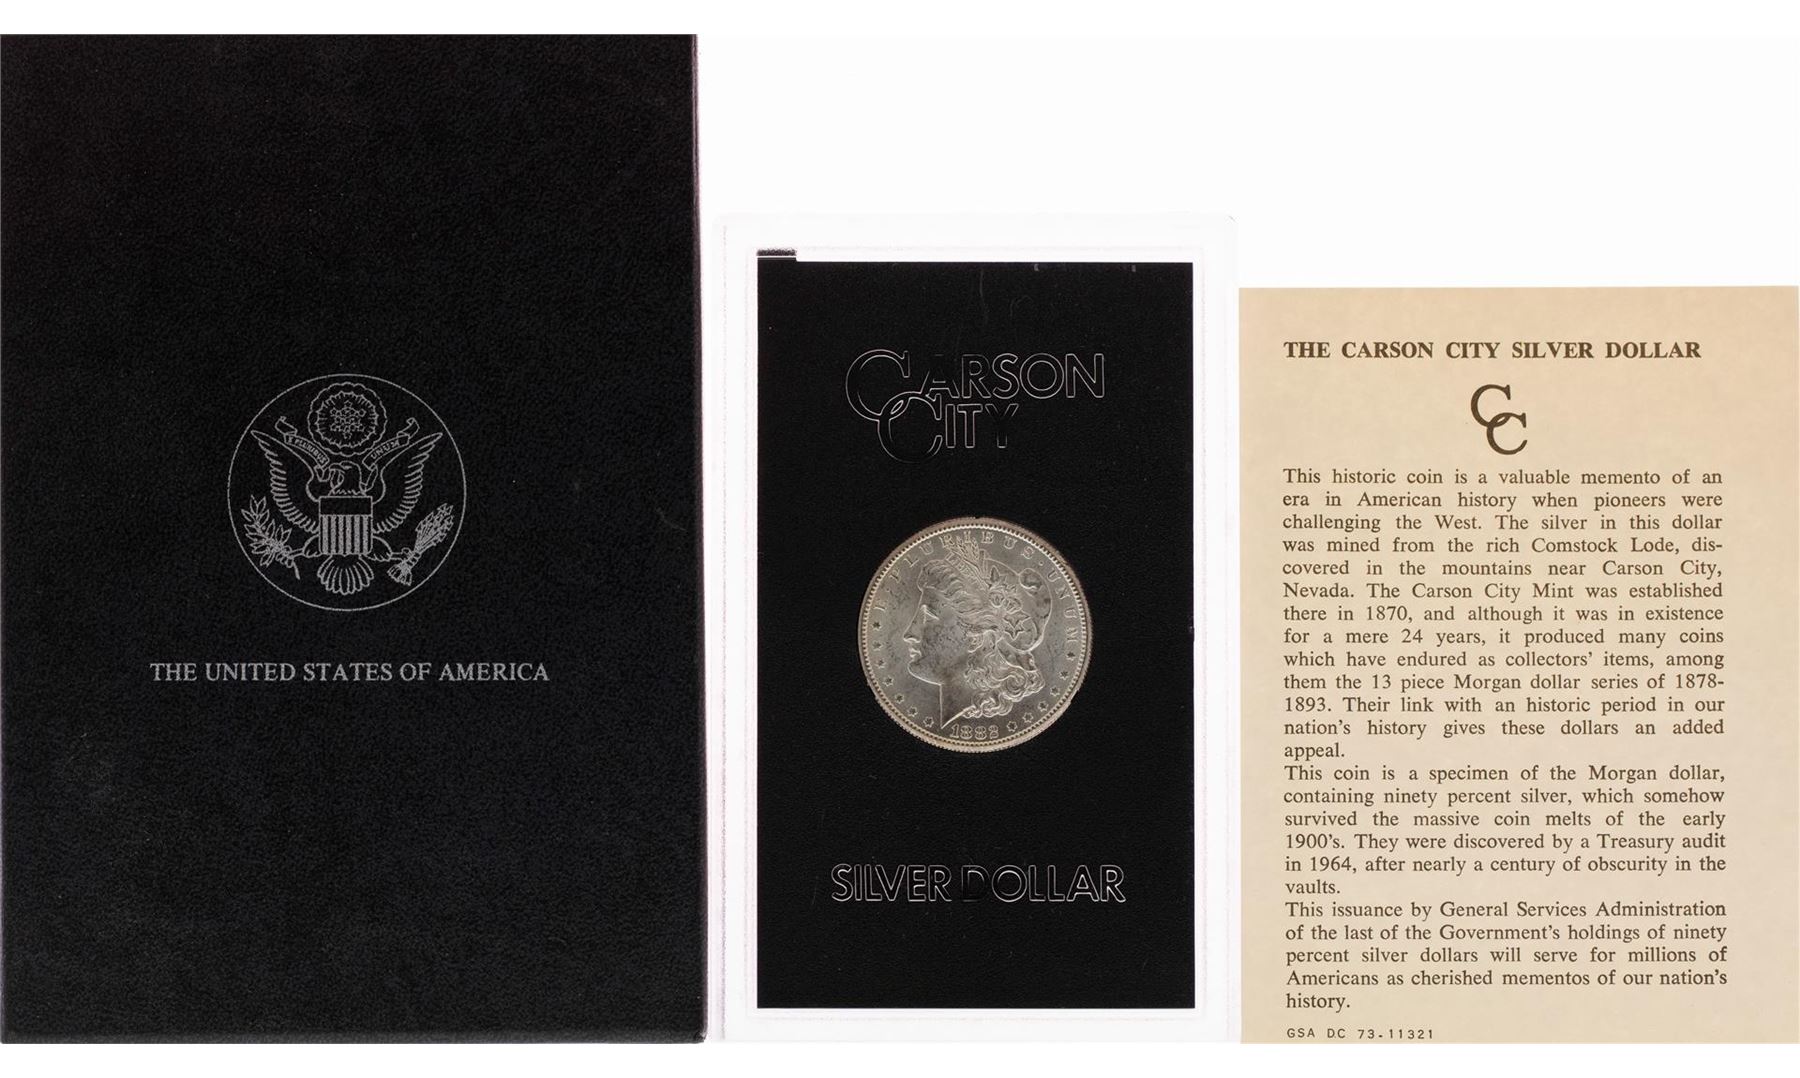 E PLURIBUS UNUM
THE UNITED STATES OF AMERICA
CARSON
CITY
E·PLURIBUS·UNUM
1882
SILVER DOLLAR
THE CARSON CITY SILVER DOLLAR
CC
This historic coin is a valuable memento of an
era in American history when pioneers were
challenging the West. The silver in this dollar
was mined from the rich Comstock Lode, dis-
covered in the mountains near Carson City,
Nevada. The Carson City Mint was established
there in 1870, and although it was in existence
for a mere 24 years, it produced many coins
which have endured as collectors' items, among
them the 13 piece Morgan dollar series of 1878-
1893. Their link with an historic period in our
nation's history gives these dollars an added
appeal.
This coin is a specimen of the Morgan dollar,
containing ninety percent silver, which somehow
survived the massive coin melts of the early
1900's. They were discovered by a Treasury audit
in 1964, after nearly a century of obscurity in the
vaults.
This issuance by General Services Administration
of the last of the Government's holdings of ninety
percent silver dollars will serve for millions of
Americans as cherished mementos of our nation's
history.
GSA DC 73-11321